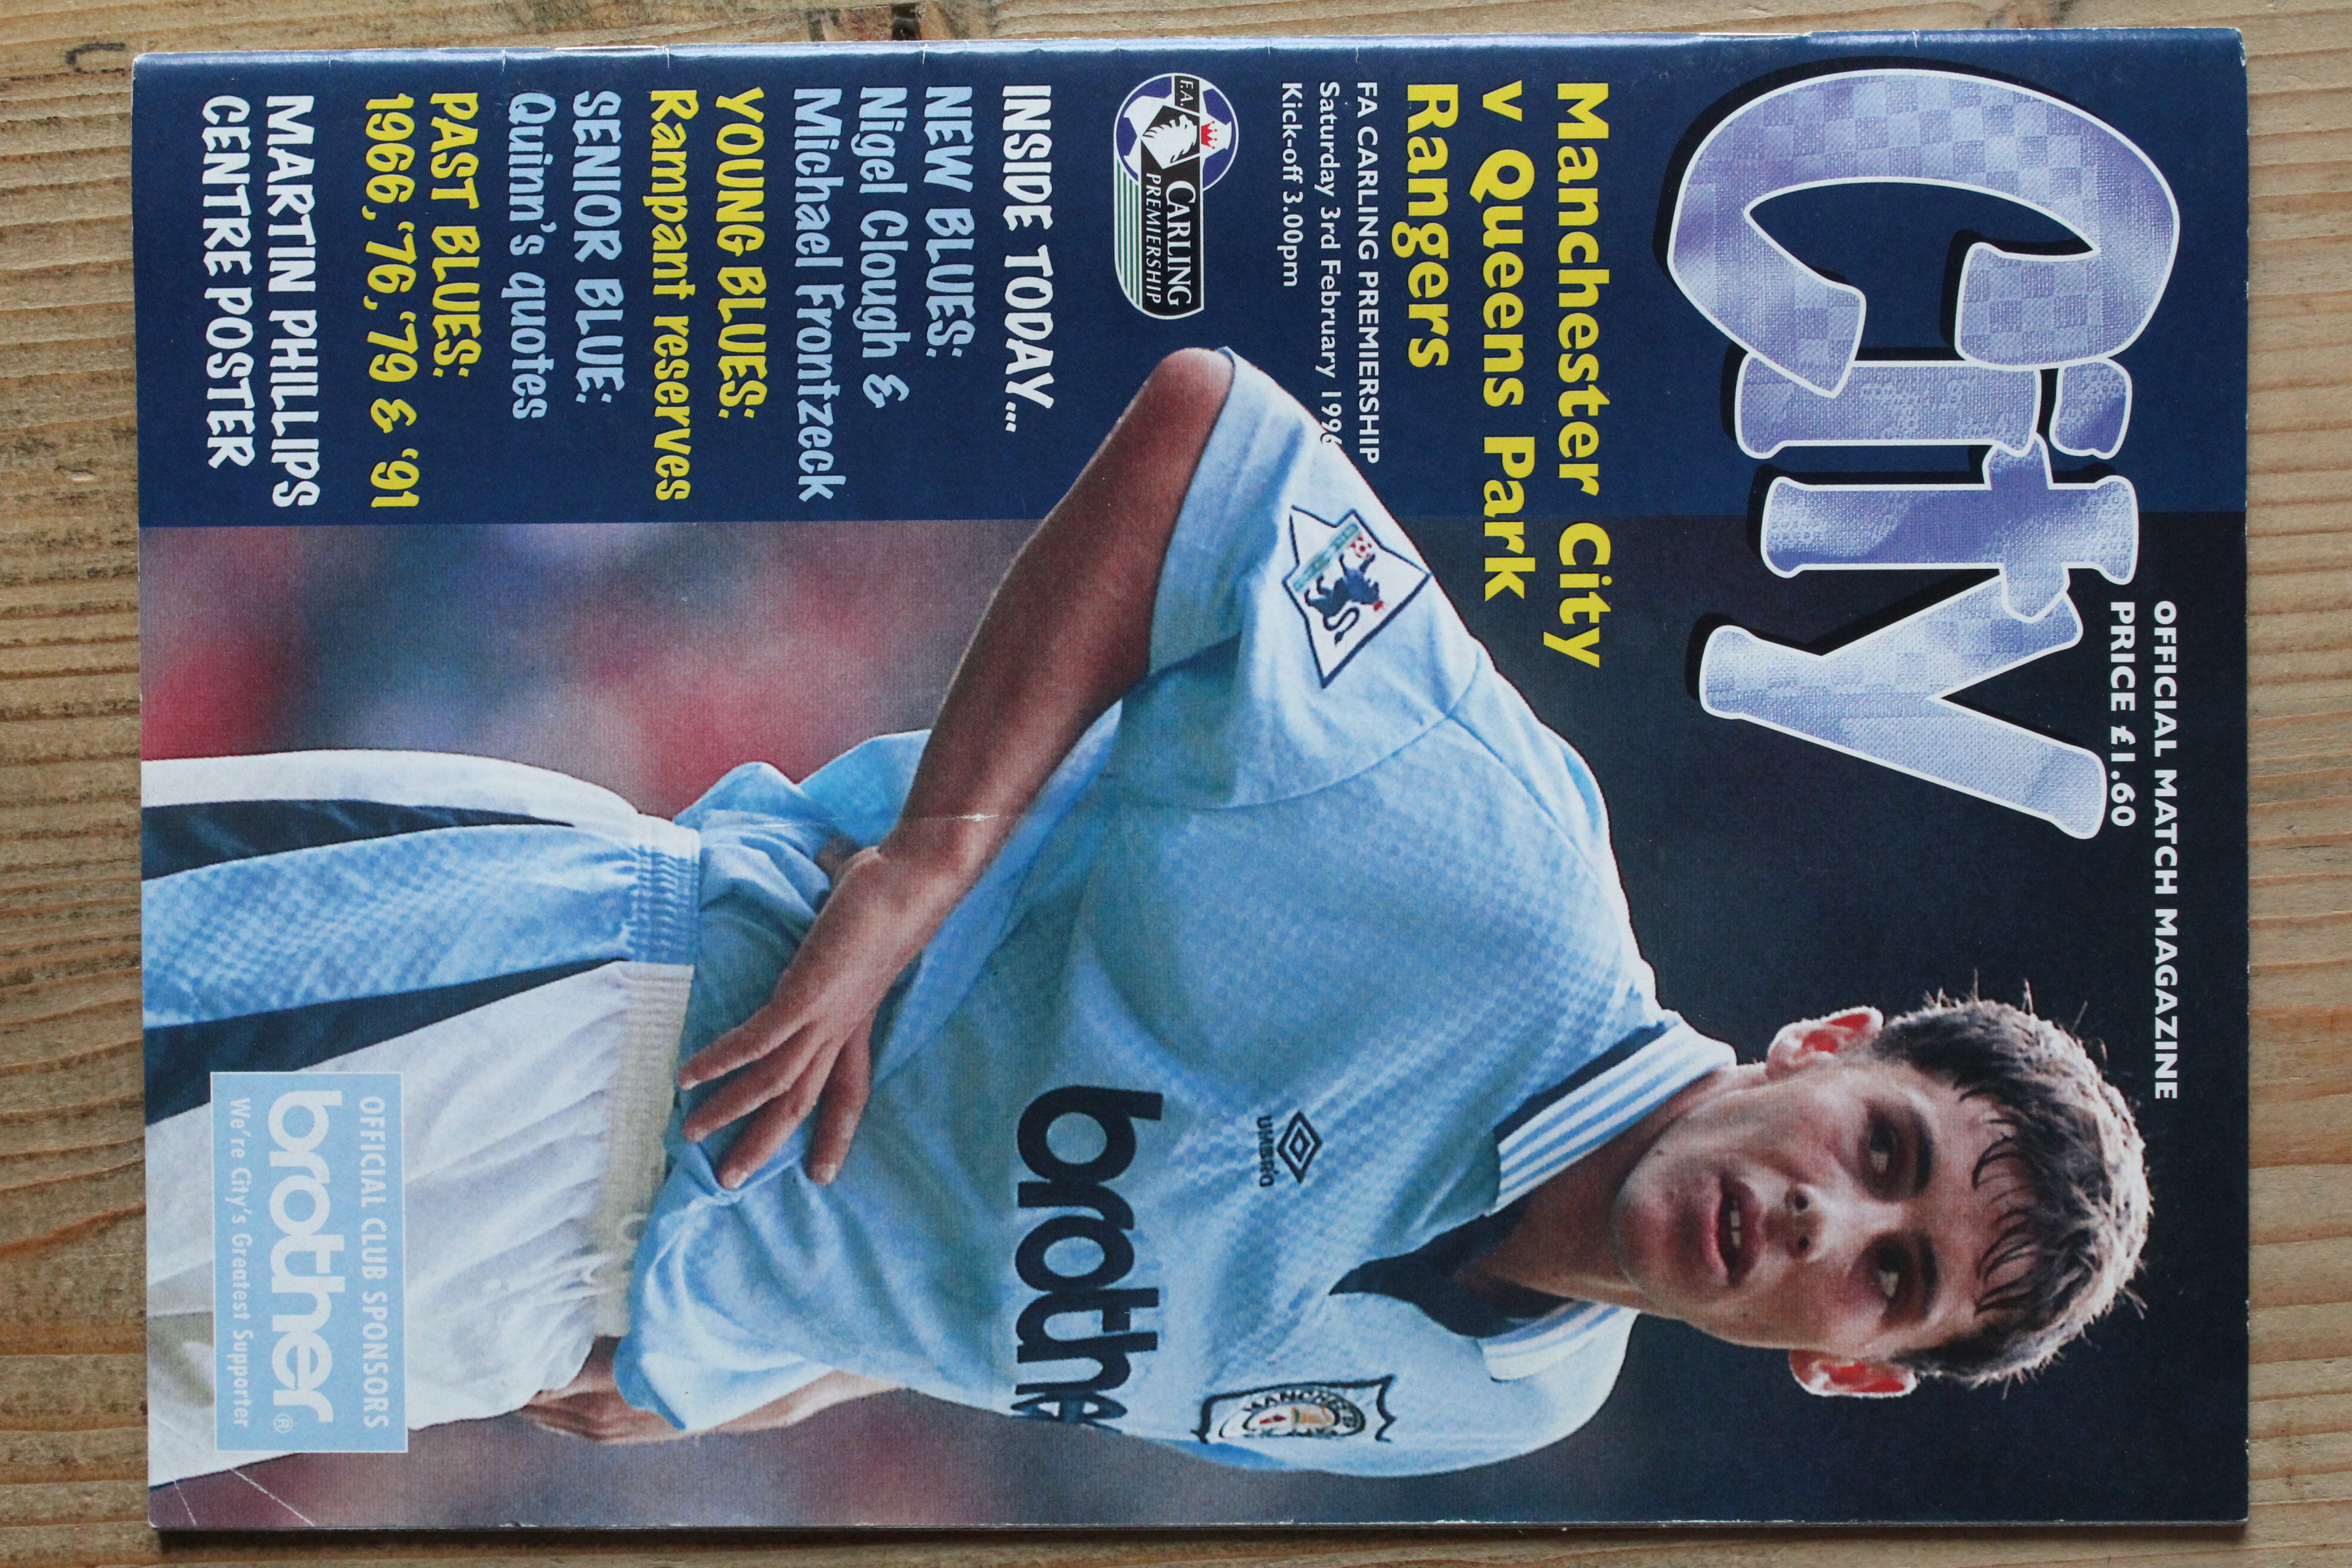 City
OFFICIAL MATCH MAGAZINE
PRICE £1.60
Manchester City
v Queens Park
Rangers
FA CARLING PREMIERSHIP
Saturday 3rd February 1996
Kick-off 3.00pm
F.A.
CARLING
PREMIERSHIP
INSIDE TODAY...
NEW BLUES:
Nigel Clough &
Michael Frontzeck
YOUNG BLUES:
Rampant reserves
SENIOR BLUE:
Quinn's quotes
PAST BLUES:
1966, '76, '79 & '91
MARTIN PHILLIPS
CENTRE POSTER
UMBRO
MANCHESTER
brother
OFFICIAL CLUB SPONSORS
brother®
We're City's Greatest Supporter